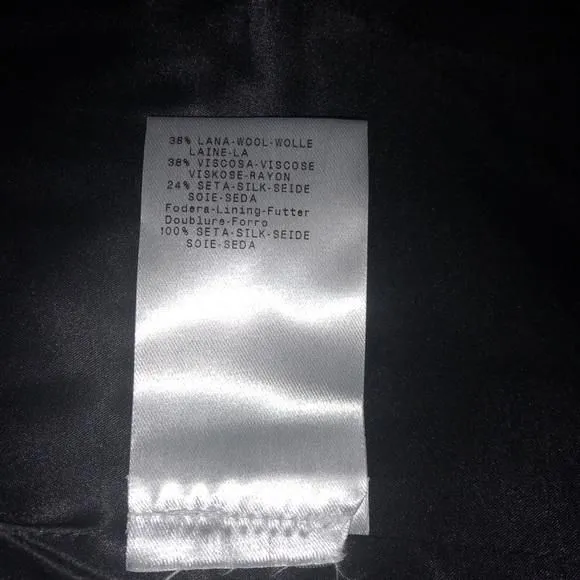 38% LANA-WOOL-WOLLE
LAINE-LA
38% VISCOSA-VISCOSE
VISKOSE-RAYON
24% SETA-SILK-SEIDE
SOIE-SEDA
Fodera-Lining-Futter
Doublure-Forro
100% SETA-SILK-SEIDE
SOIE-SEDA